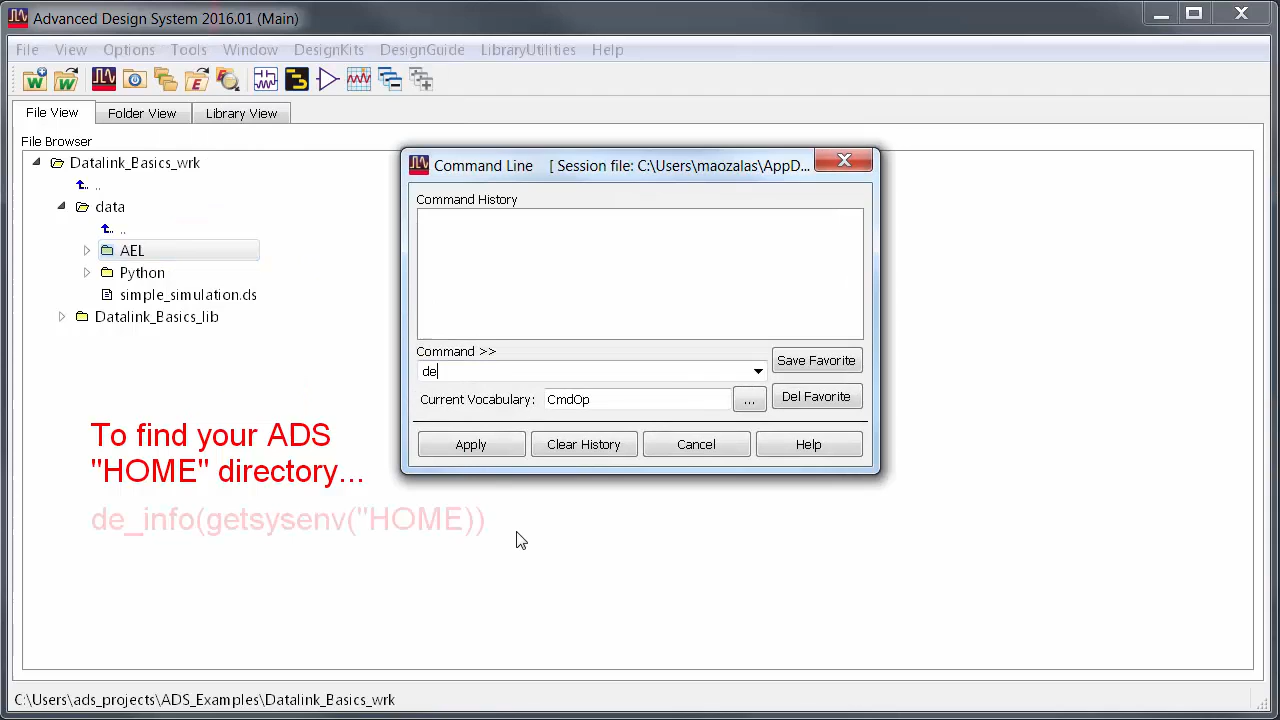 Advanced Design System 2016.01 (Main)
File View Options Tools Window DesignKits DesignGuide LibraryUtilities Help
File View Folder View Library View
File Browser
Datalink_Basics_wrk
..
data
..
AEL
Python
simple_simulation.cls
Datalink_Basics_lib
Command Line [ Session file: C:\Users\maozalas\AppD...
Command History
Command >>
de
Save Favorite
Current Vocabulary: CmdOp ... Del Favorite
Apply Clear History Cancel Help
To find your ADS
"HOME" directory...
de_info(getsysenv("HOME))
C:\Users\ads_projects\ADS_Examples\Datalink_Basics_wrk